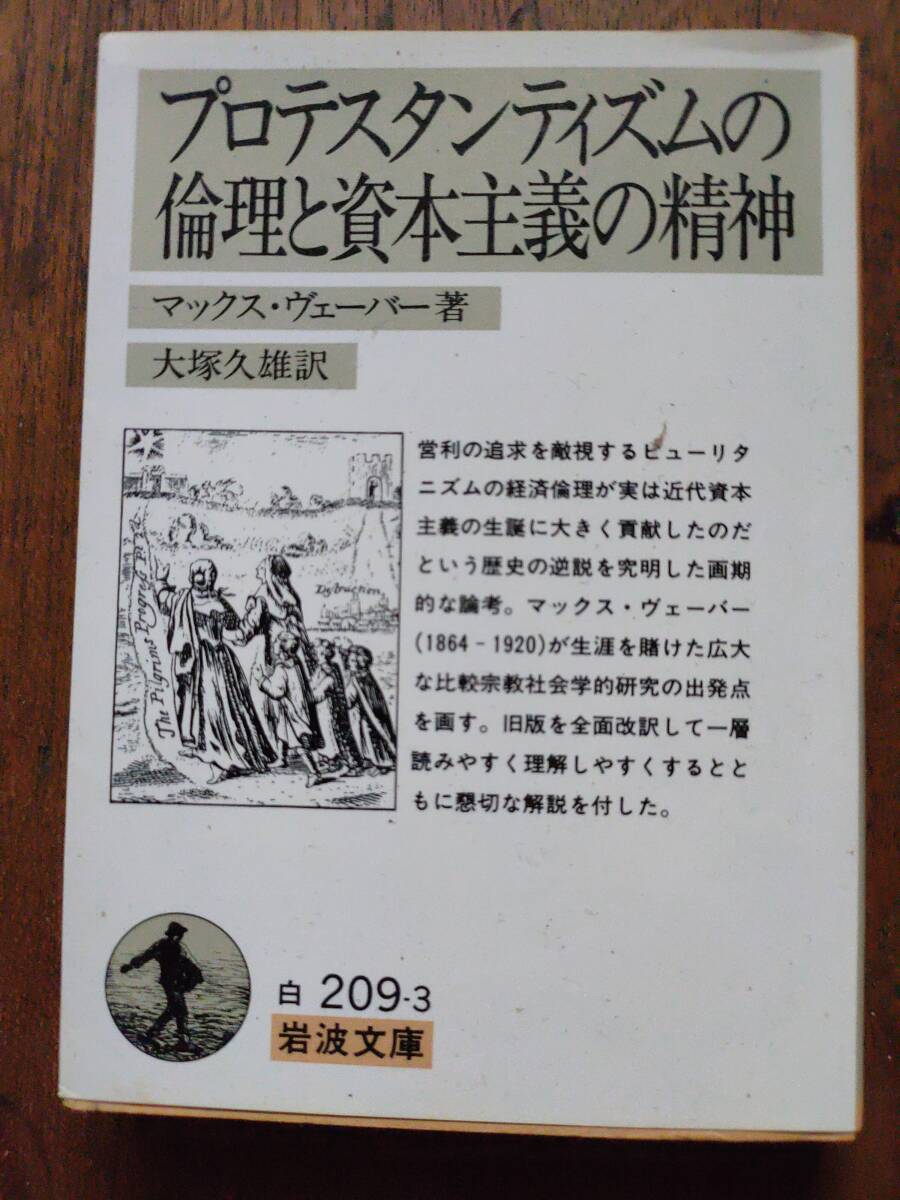 プロテスタンティズムの
倫理と資本主義の精神
マックス・ヴェーバー著
大塚久雄訳
営利の追求を敵視するピューリタ
ニズムの経済倫理が実は近代資本
主義の生誕に大きく貢献したのだ
という歴史の逆説を究明した画期
的な論考。マックス・ヴェーバー
(1864－1920)が生涯を賭けた広大
な比較宗教社会学的研究の出発点
を画す。旧版を全面改訳して一層
読みやすく理解しやすくするとと
もに懇切な解説を付した。
The Pilgrims Progress
白 209-3
岩波文庫